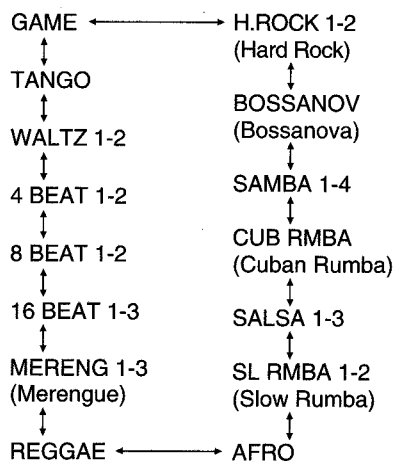 GAME
TANGO
WALTZ 1-2
4 BEAT 1-2
8 BEAT 1-2
16 BEAT 1-3
MERENG 1-3
(Merengue)
REGGAE
H.ROCK 1-2
(Hard Rock)
BOSSANOV
(Bossanova)
SAMBA 1-4
CUB RMBA
(Cuban Rumba)
SALSA 1-3
SL RMBA 1-2
(Slow Rumba)
AFRO